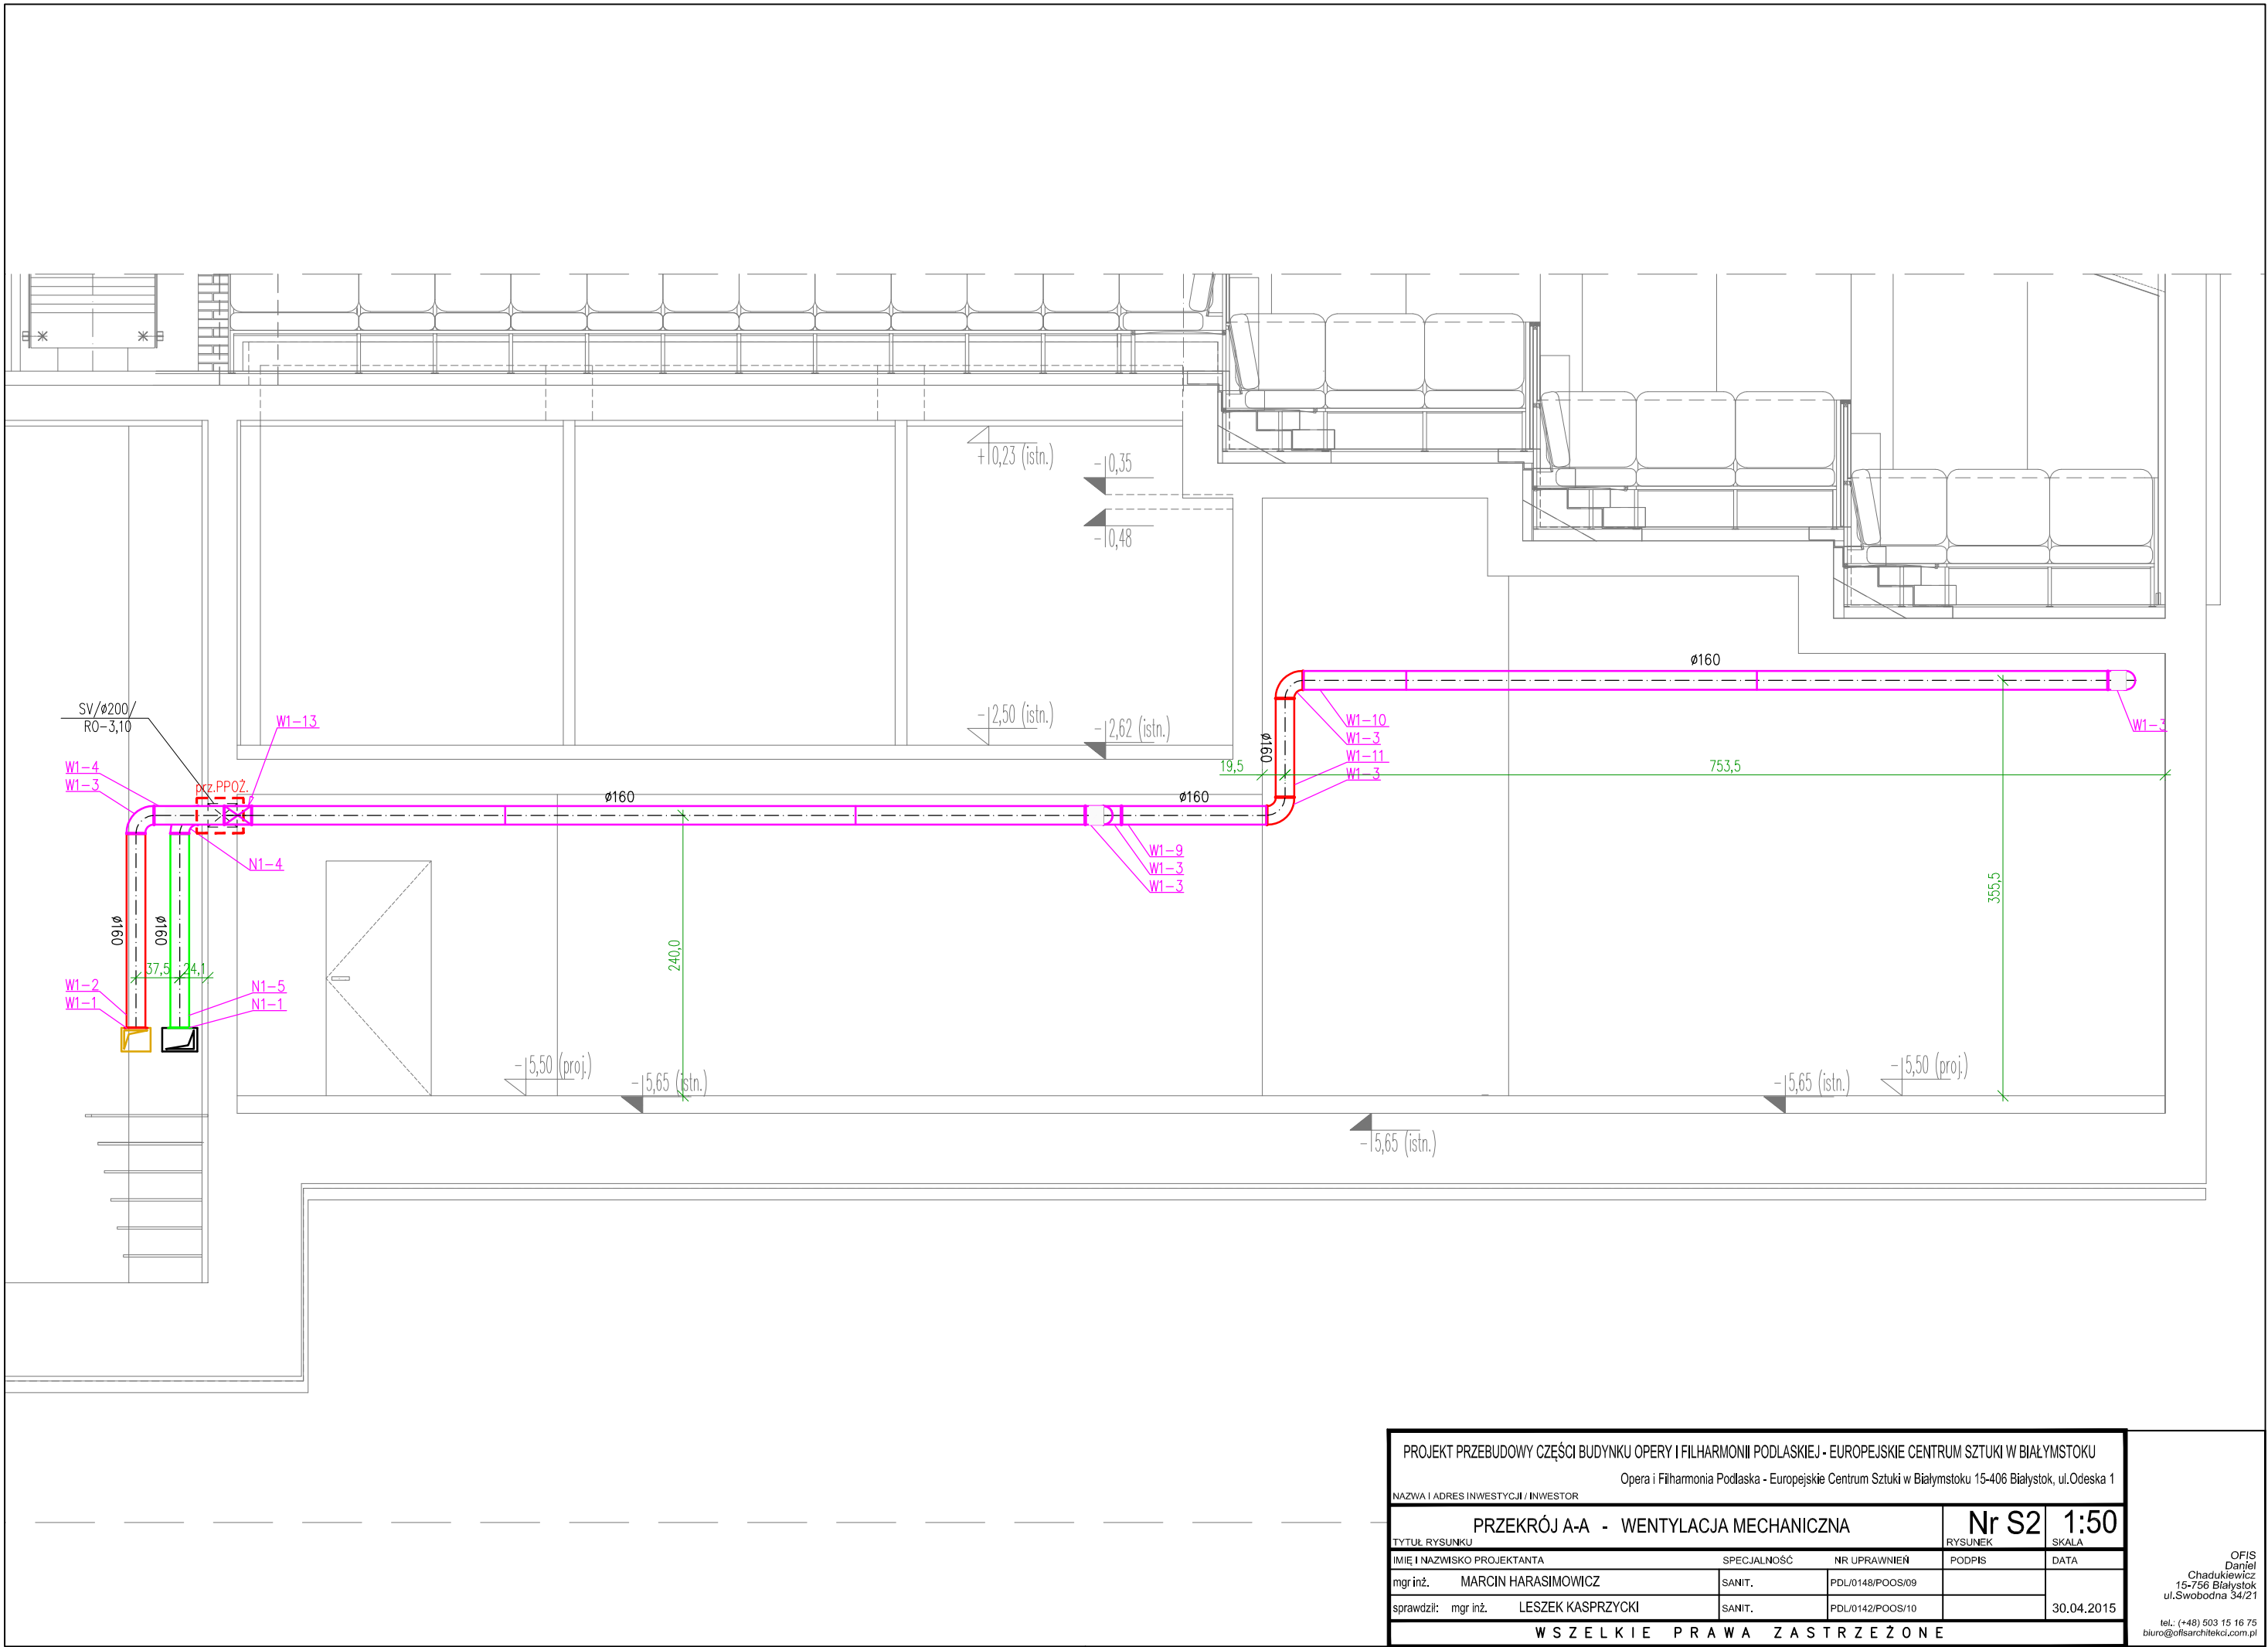 +0,23 (istn.)
-0,35
-0,48
ø160
SV/ø200/
RO-3,10
W1-13
-2,50 (istn.)
-2,62 (istn.)
W1-10
W1-3
W1-11
W1-3
W1-3
ø160
19,5
753,5
W1-4
W1-3
prz.PPOŻ.
ø160
ø160
N1-4
W1-9
W1-3
W1-3
355,5
ø160
ø160
240,0
37,5
24,1
W1-2
W1-1
N1-5
N1-1
-5,50 (proj.)
-5,65 (istn.)
-5,65 (istn.)
-5,50 (proj.)
-5,65 (istn.)
PROJEKT PRZEBUDOWY CZĘŚCI BUDYNKU OPERY I FILHARMONII PODLASKIEJ - EUROPEJSKIE CENTRUM SZTUKI W BIAŁYMSTOKU
Opera i Filharmonia Podlaska - Europejskie Centrum Sztuki w Białymstoku 15-406 Białystok, ul.Odeska 1
NAZWA I ADRES INWESTYCJI / INWESTOR
PRZEKRÓJ A-A - WENTYLACJA MECHANICZNA
TYTUŁ RYSUNKU
Nr S2
RYSUNEK
1:50
SKALA
IMIĘ I NAZWISKO PROJEKTANTA SPECJALNOŚĆ NR UPRAWNIEŃ PODPIS DATA
mgr inż. MARCIN HARASIMOWICZ SANIT. PDL/0148/POOS/09
sprawdził: mgr inż. LESZEK KASPRZYCKI SANIT. PDL/0142/POOS/10 30.04.2015
WSZELKIE PRAWA ZASTRZEŻONE
OFIS
Daniel
Chadukiewicz
15-756 Białystok
ul.Swobodna 34/21
tel.: (+48) 503 15 16 75
biuro@ofisarchitekci.com.pl